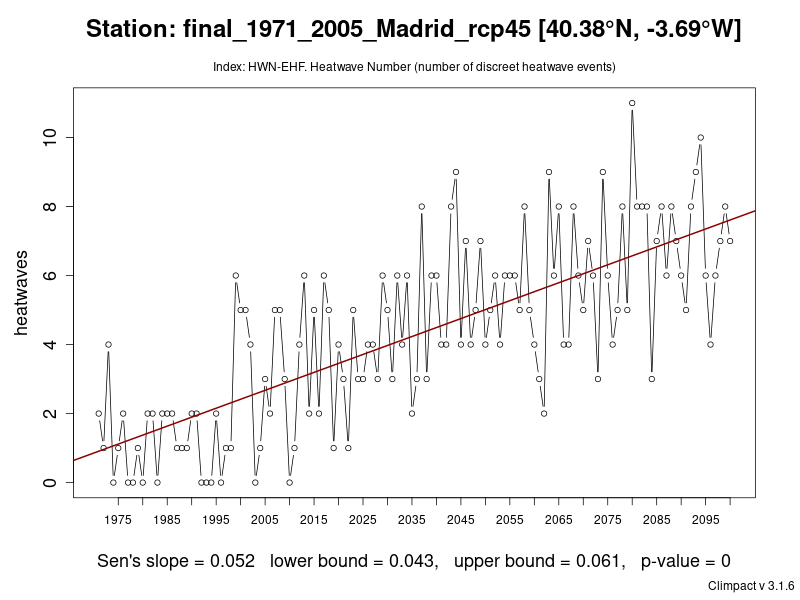 Station: final_1971_2005_Madrid_rcp45 [40.38°N, -3.69°W]
Index: HWN-EHF. Heatwave Number (number of discreet heatwave events)
10
8
6
4
2
0
heatwaves
1975 1985 1995 2005 2015 2025 2035 2045 2055 2065 2075 2085 2095
Sen's slope = 0.052 lower bound = 0.043, upper bound = 0.061, p-value = 0
Climpact v 3.1.6